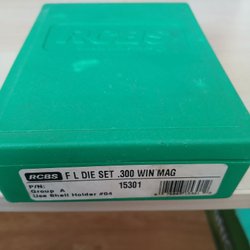 RCBS
RCBS F L DIE SET .300 WIN MAG
P/N: 15301
Group A
Use Shell Holder #04